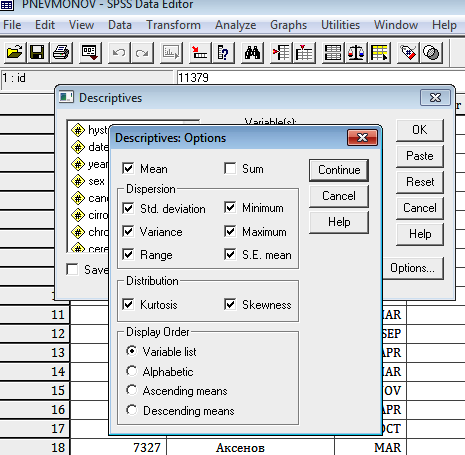 PNEVMONOV - SPSS Data Editor
File Edit View Data Transform Analyze Graphs Utilities Window Help
1 : id 11379
Descriptives
hyst
Variable(s):
OK
date
Descriptives: Options
year
Paste
sex
Mean Sum Continue
Reset
canc
Dispersion
Cancel
cirro
Std. deviation Minimum
Cancel
chro
Variance Maximum
Help
Help
cere
Range S.E. mean
Save
Options...
Distribution
Kurtosis Skewness
11 MAR
Display Order
12 SEP
Variable list
13 APR
Alphabetic
14 MAR
Ascending means
15 NOV
Descending means
16 APR
17 OCT
18 7327 Аксенов MAR